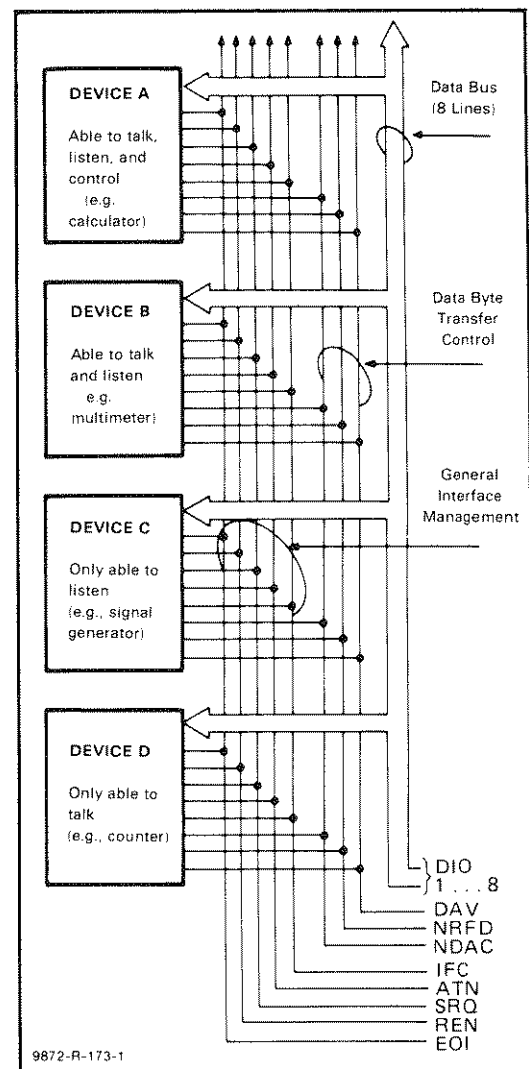 DEVICE A
Able to talk,
listen, and
control
(e.g.
calculator)
Data Bus
(8 Lines)
DEVICE B
Able to talk
and listen
e.g.
multimeter)
Data Byte
Transfer
Control
DEVICE C
Only able to
listen
(e.g., signal
generator)
General
Interface
Management
DEVICE D
Only able to
talk
(e.g., counter)
DIO
1 . . . 8
DAV
NRFD
NDAC
IFC
ATN
SRQ
REN
EOI
9872-R-173-1